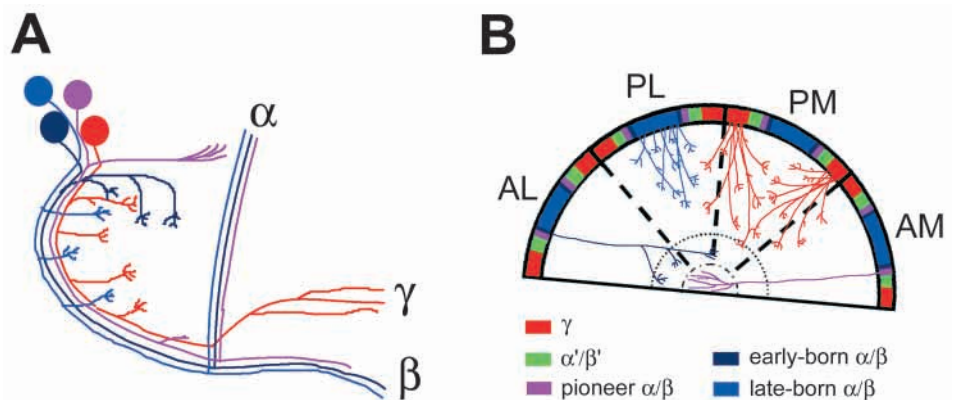 A
α
γ
β
B
PL
PM
AL
AM
γ
α'/β'
pioneer α/β
early-born α/β
late-born α/β